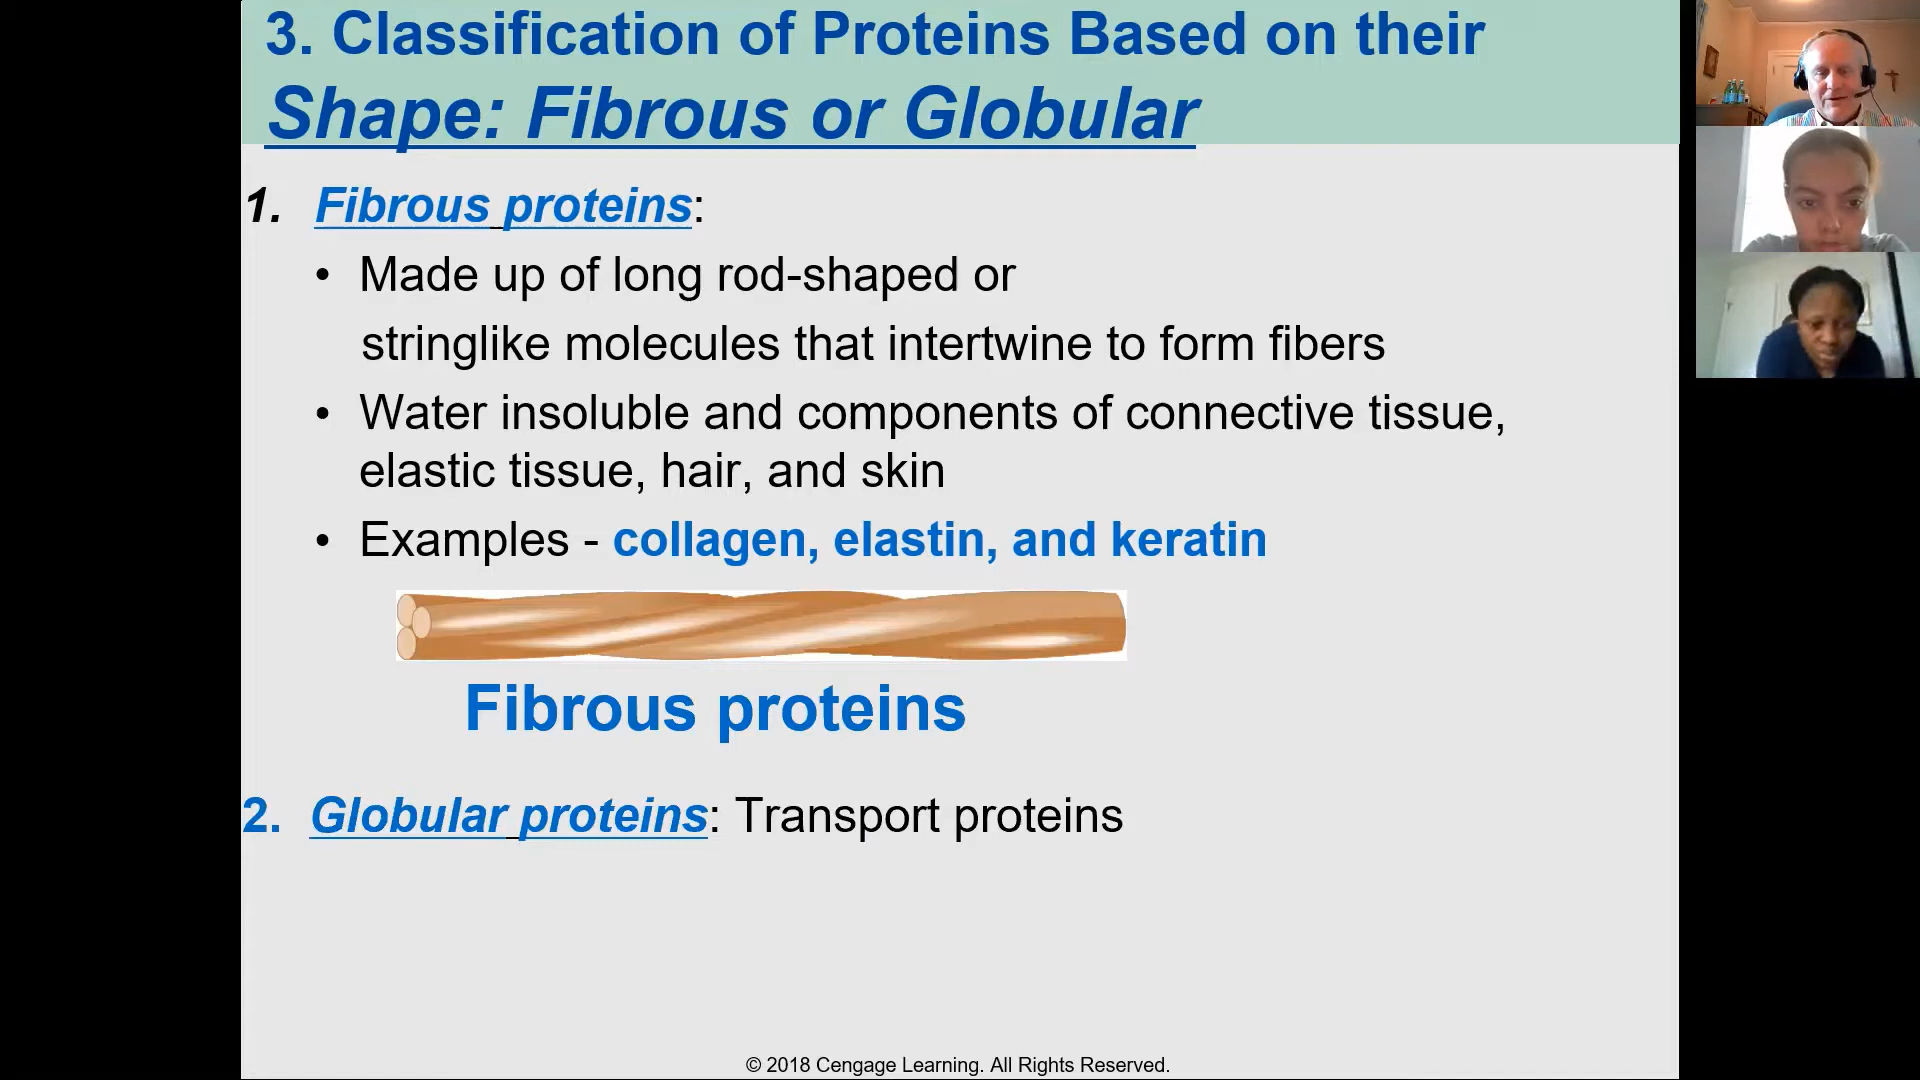 3. Classification of Proteins Based on their
Shape: Fibrous or Globular
1. Fibrous proteins:
• Made up of long rod-shaped or
stringlike molecules that intertwine to form fibers
• Water insoluble and components of connective tissue,
elastic tissue, hair, and skin
• Examples - collagen, elastin, and keratin
Fibrous proteins
2. Globular proteins: Transport proteins
© 2018 Cengage Learning. All Rights Reserved.